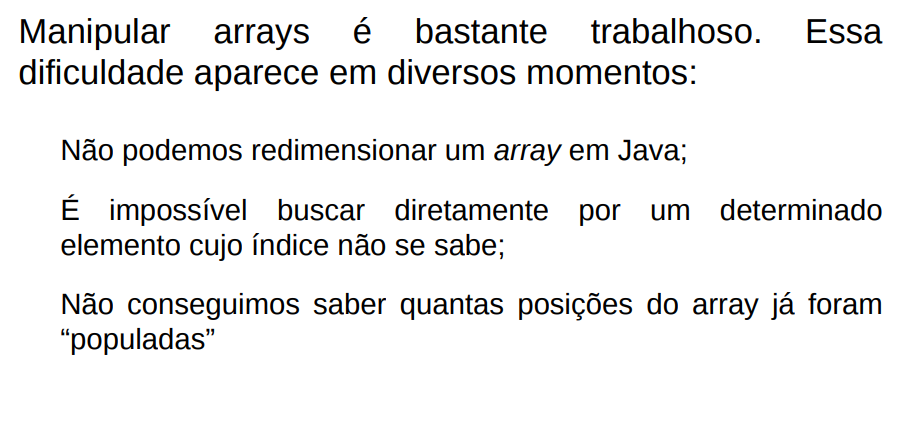 Manipular arrays é bastante trabalhoso. Essa
dificuldade aparece em diversos momentos:
Não podemos redimensionar um array em Java;
É impossível buscar diretamente por um determinado
elemento cujo índice não se sabe;
Não conseguimos saber quantas posições do array já foram
“populadas”